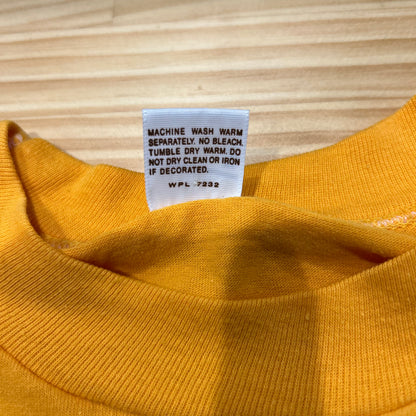 MACHINE WASH WARM
SEPARATELY. NO BLEACH.
TUMBLE DRY WARM. DO
NOT DRY CLEAN OR IRON
IF DECORATED.
WPL 7232